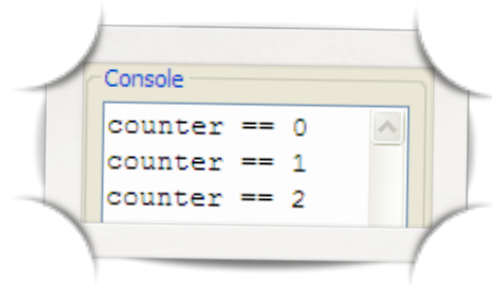 Console
counter == 0
counter == 1
counter == 2